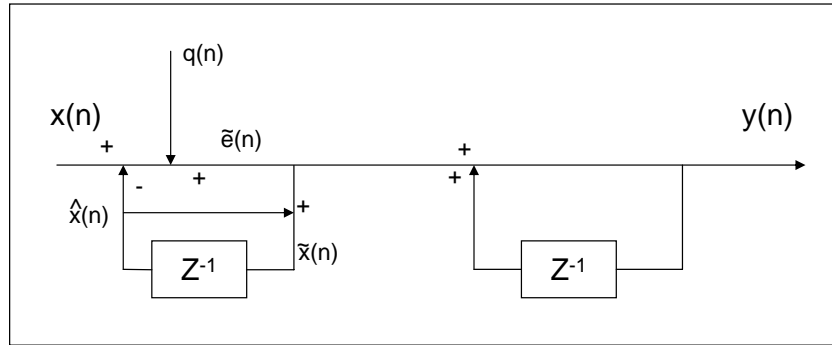 q(n)
x(n)
y(n)
ẽ(n)
+
+
+
+
-
x̂(n)
+
x̃(n)
Z⁻¹
Z⁻¹